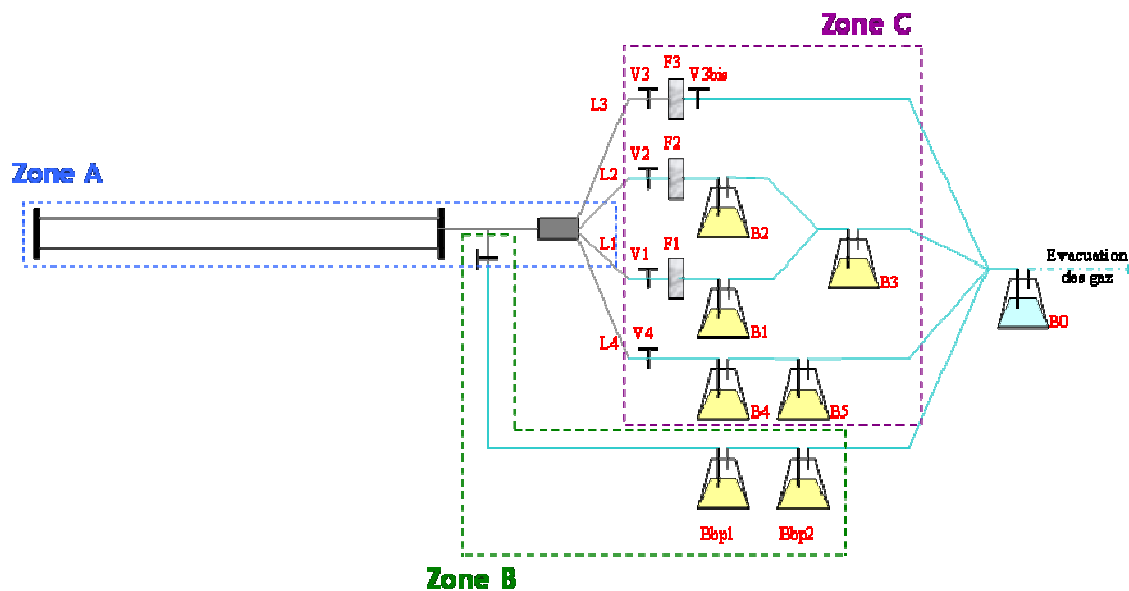 Zone C
F3
V3
V3bis
L3
F2
V2
Zone A
L2
B2
L1
F1
V1
Evacuation
des gaz
B3
B0
B1
V4
L4
B4
B5
Bbp1
Bbp2
Zone B